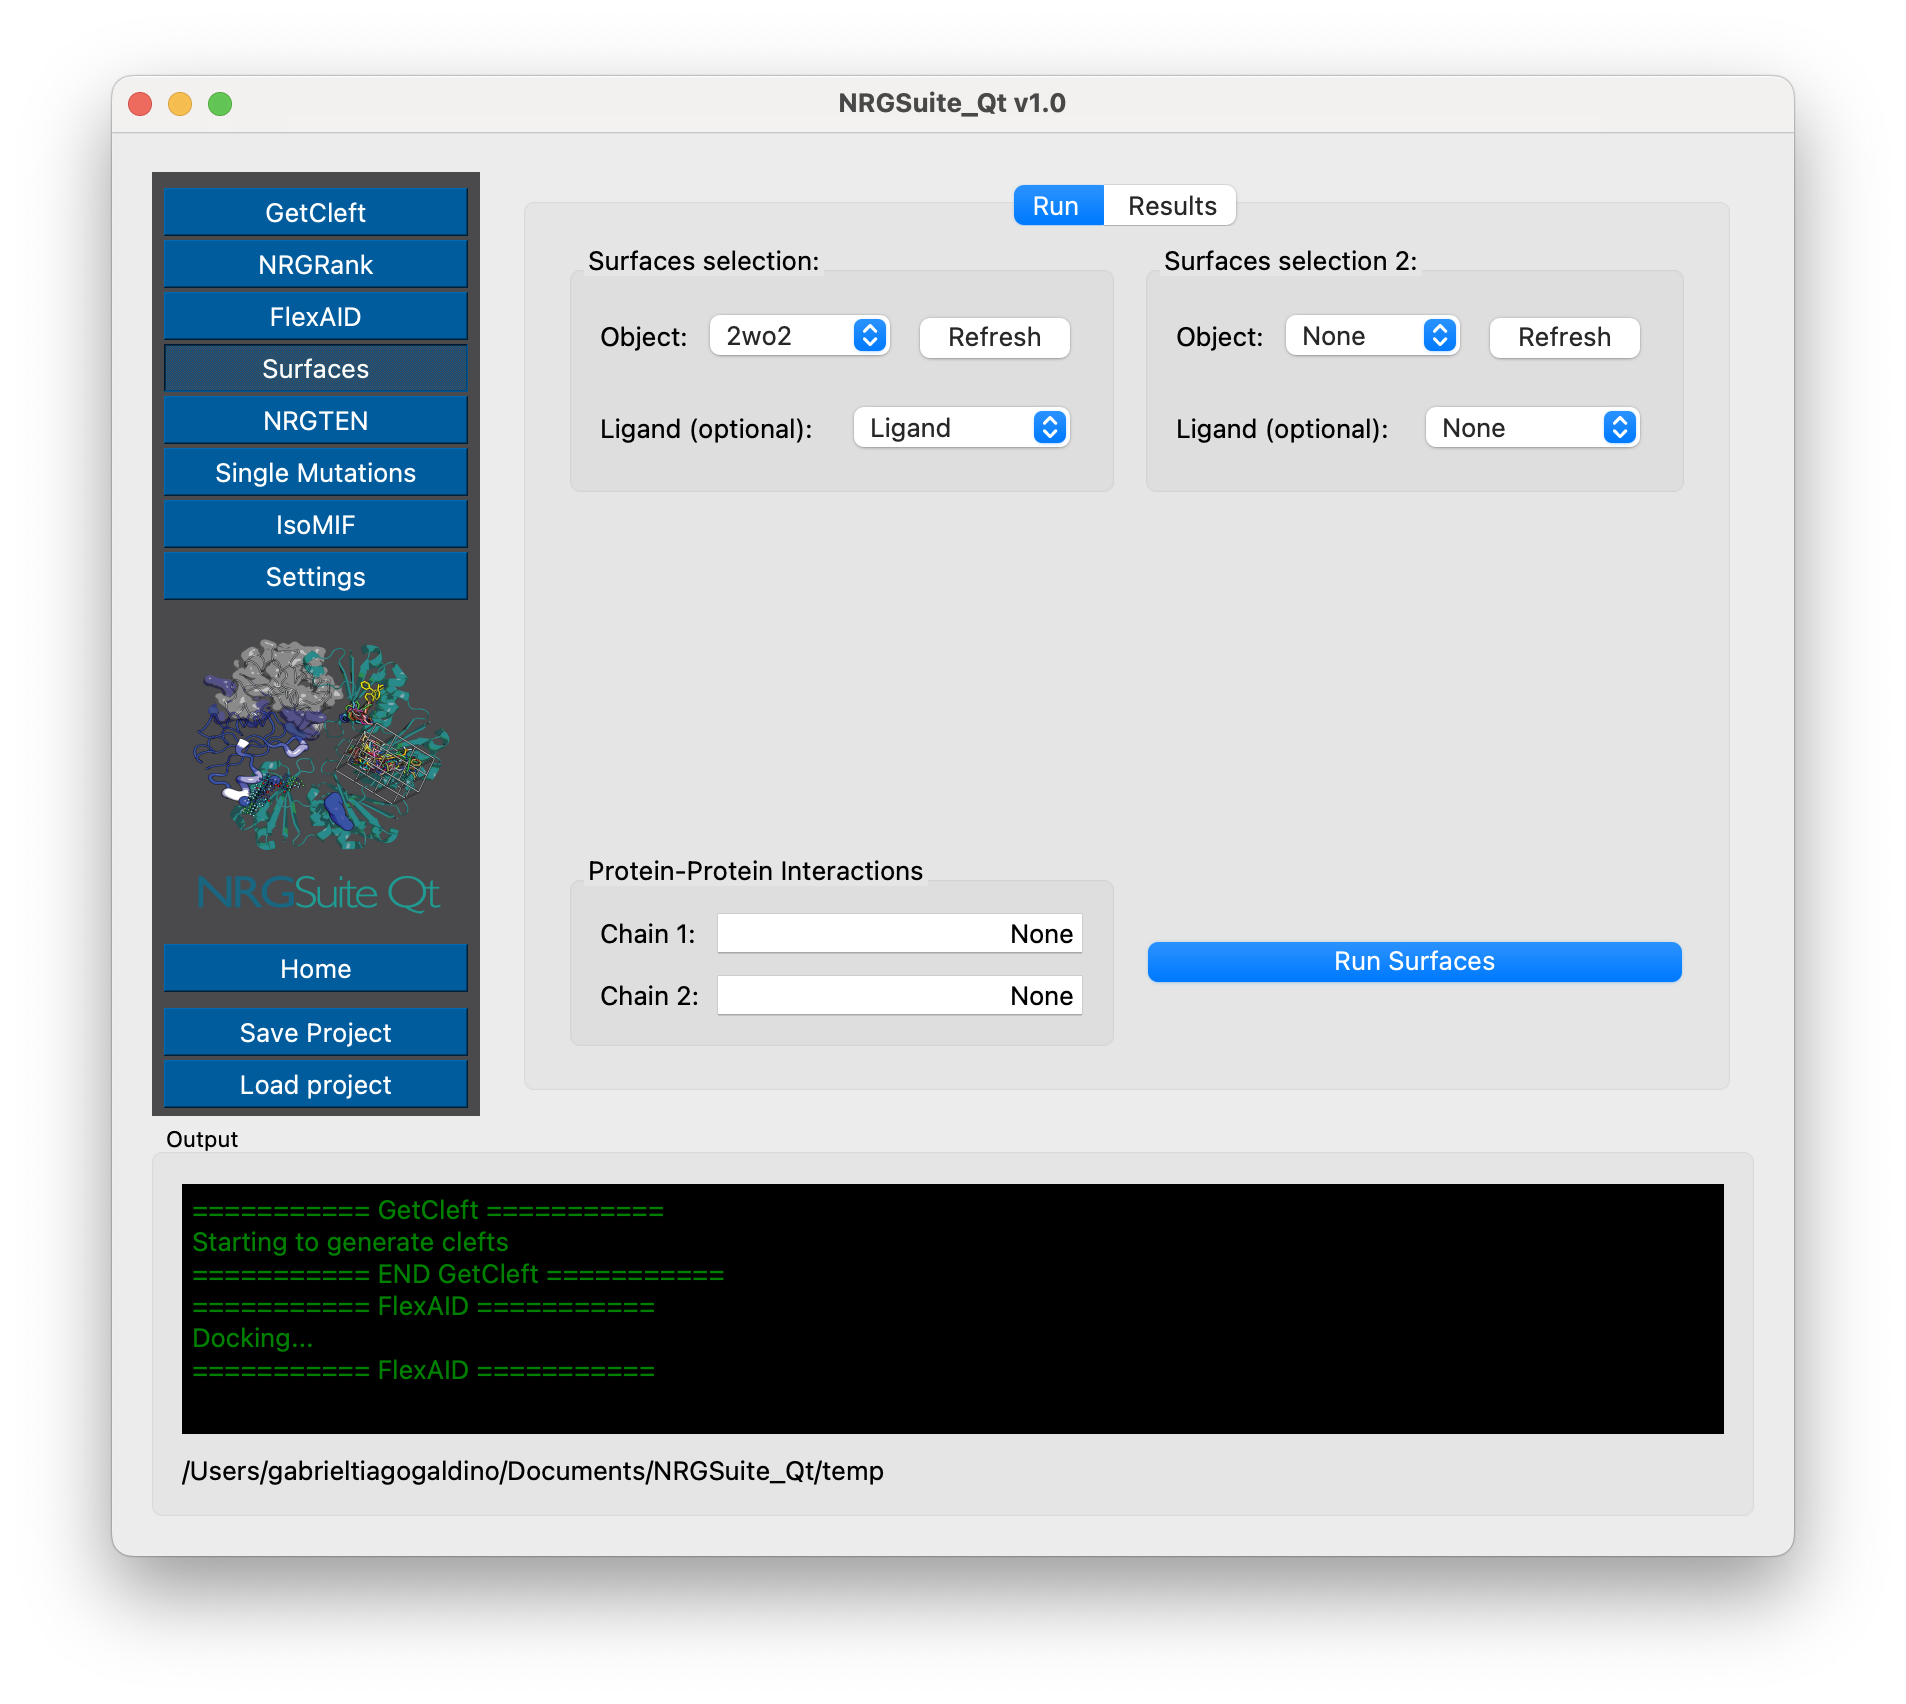 NRGSuite_Qt v1.0
GetCleft
NRGRank
FlexAID
Surfaces
NRGTEN
Single Mutations
IsoMIF
Settings
NRGSuite Qt
Home
Save Project
Load project
Run Results
Surfaces selection:
Object: 2wo2 Refresh
Ligand (optional): Ligand
Surfaces selection 2:
Object: None Refresh
Ligand (optional): None
Protein-Protein Interactions
Chain 1: None
Chain 2: None
Run Surfaces
Output
=========== GetCleft ===========
Starting to generate clefts
=========== END GetCleft ===========
=========== FlexAID ===========
Docking...
=========== FlexAID ===========
/Users/gabrieltiagogaldino/Documents/NRGSuite_Qt/temp